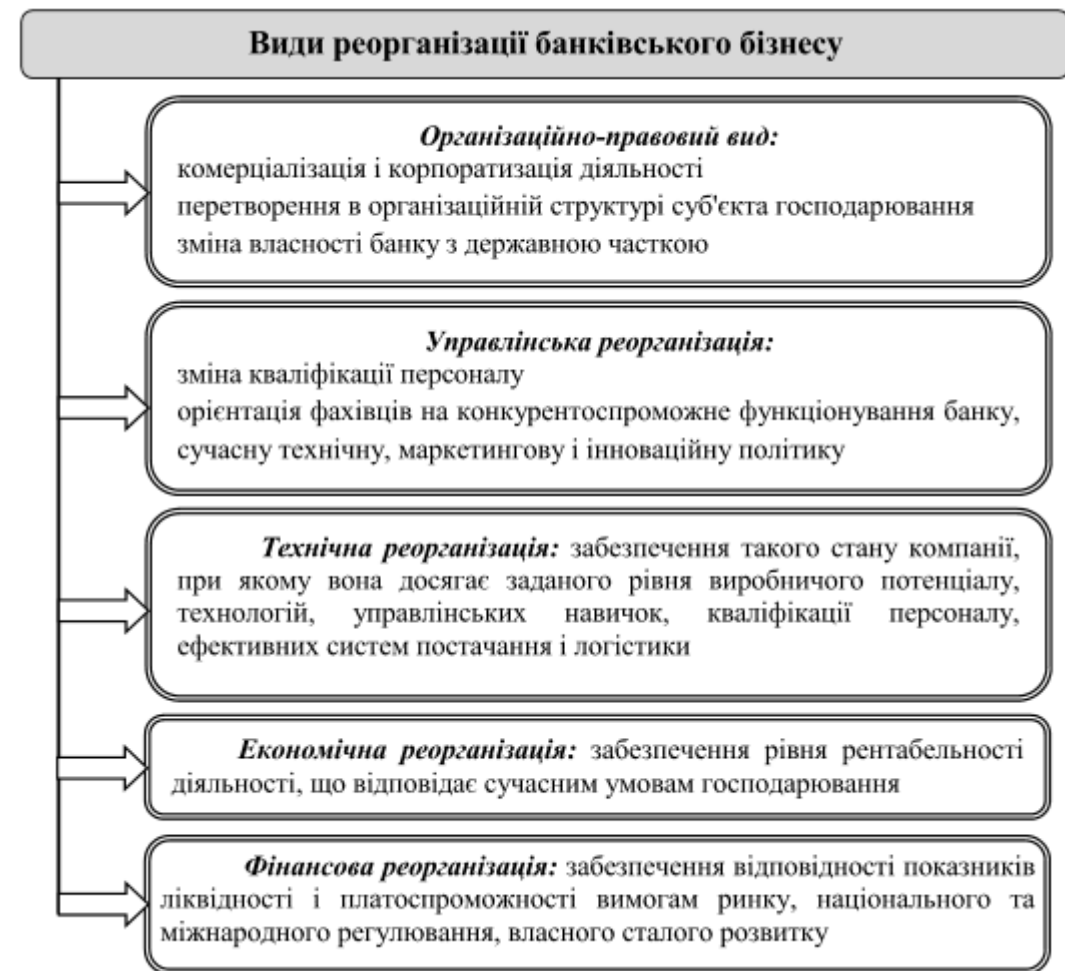 Види реорганізації банківського бізнесу
Організаційно-правовий вид:
комерціалізація і корпоратизація діяльності
перетворення в організаційній структурі суб'єкта господарювання
зміна власності банку з державною часткою
Управлінська реорганізація:
зміна кваліфікації персоналу
орієнтація фахівців на конкурентоспроможне функціонування банку,
сучасну технічну, маркетингову і інноваційну політику
Технічна реорганізація: забезпечення такого стану компанії,
при якому вона досягає заданого рівня виробничого потенціалу,
технологій, управлінських навичок, кваліфікації персоналу,
ефективних систем постачання і логістики
Економічна реорганізація: забезпечення рівня рентабельності
діяльності, що відповідає сучасним умовам господарювання
Фінансова реорганізація: забезпечення відповідності показників
ліквідності і платоспроможності вимогам ринку, національного та
міжнародного регулювання, власного сталого розвитку